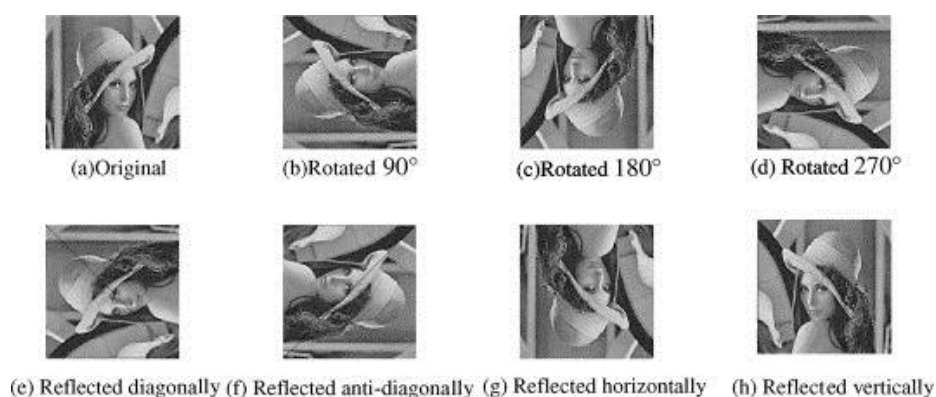 (a)Original
(b)Rotated 90°
(c)Rotated 180°
(d) Rotated 270°
(e) Reflected diagonally
(f) Reflected anti-diagonally
(g) Reflected horizontally
(h) Reflected vertically